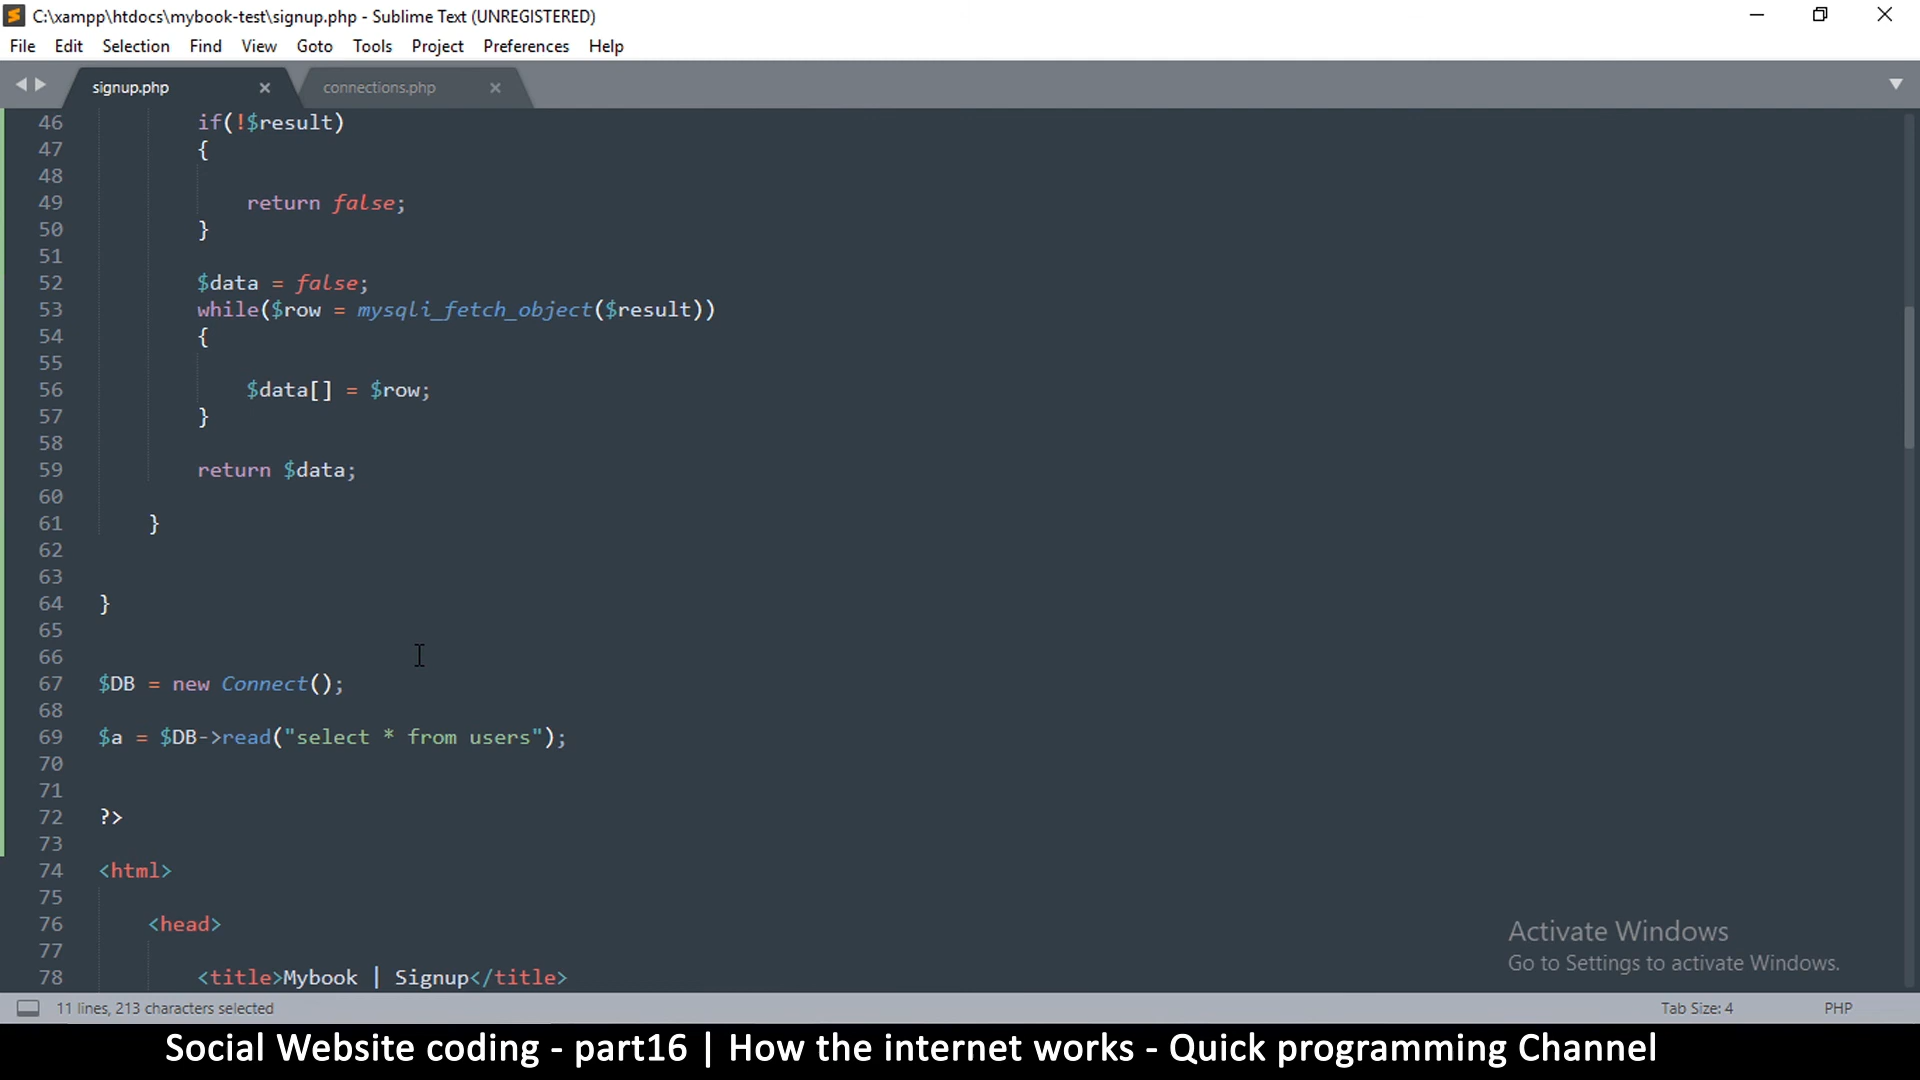 C:\xampp\htdocs\mybook-test\signup.php - Sublime Text (UNREGISTERED)
File Edit Selection Find View Goto Tools Project Preferences Help
signup.php connections.php
46 if(!$result)
47 {
48
49 return false;
50 }
51
52 $data = false;
53 while($row = mysqli_fetch_object($result))
54 {
55
56 $data[] = $row;
57 }
58
59 return $data;
60
61 }
62
63
64 }
65
66
67 $DB = new Connect();
68
69 $a = $DB->read("select * from users");
70
71
72 ?>
73
74 <html>
75
76 <head>
77
78 <title>Mybook | Signup</title>
Activate Windows
Go to Settings to activate Windows.
11 lines, 213 characters selected Tab Size: 4 PHP
Social Website coding - part16 | How the internet works - Quick programming Channel